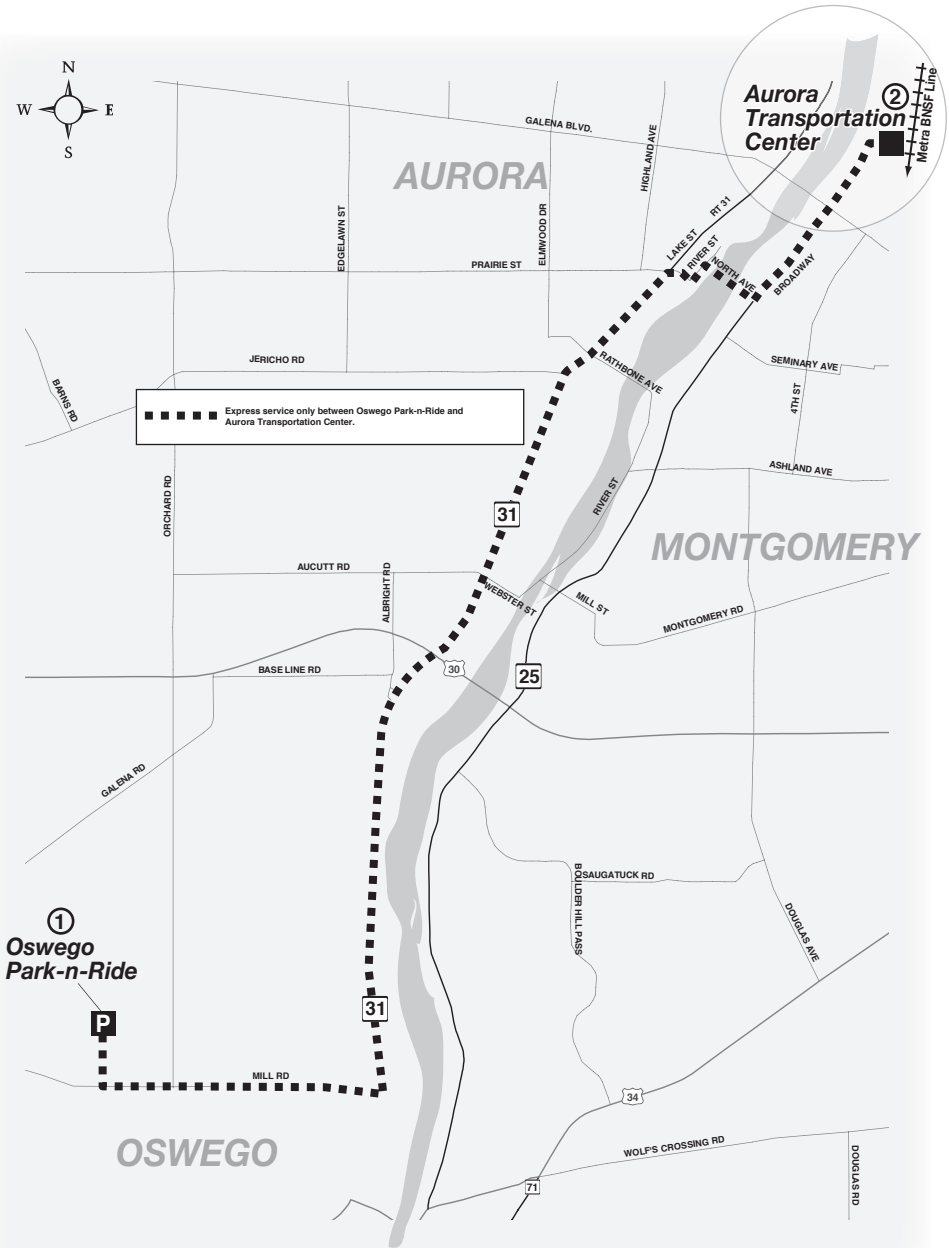 N
W E
S
Aurora
Transportation
Center
2
Metra BNSF Line
GALENA BLVD.
HIGHLAND AVE
AURORA
EDGELAWN ST
ELMWOOD DR
RT 31
LAKE ST
RIVER ST
NORTH AVE
BROADWAY
PRAIRIE ST
JERICHO RD
RATHBONE AVE
SEMINARY AVE
BARNS RD
4TH ST
Express service only between Oswego Park-n-Ride and
Aurora Transportation Center.
ASHLAND AVE
ORCHARD RD
RIVER ST
31
MONTGOMERY
AUCUTT RD
ALBRIGHT RD
WEBSTER ST
MILL ST
MONTGOMERY RD
BASE LINE RD
30
25
GALENA RD
SAUGATUCK RD
BOULDER HILL PASS
DOUGLAS AVE
1
Oswego
Park-n-Ride
P
31
MILL RD
34
OSWEGO
WOLF'S CROSSING RD
71
DOUGLAS RD